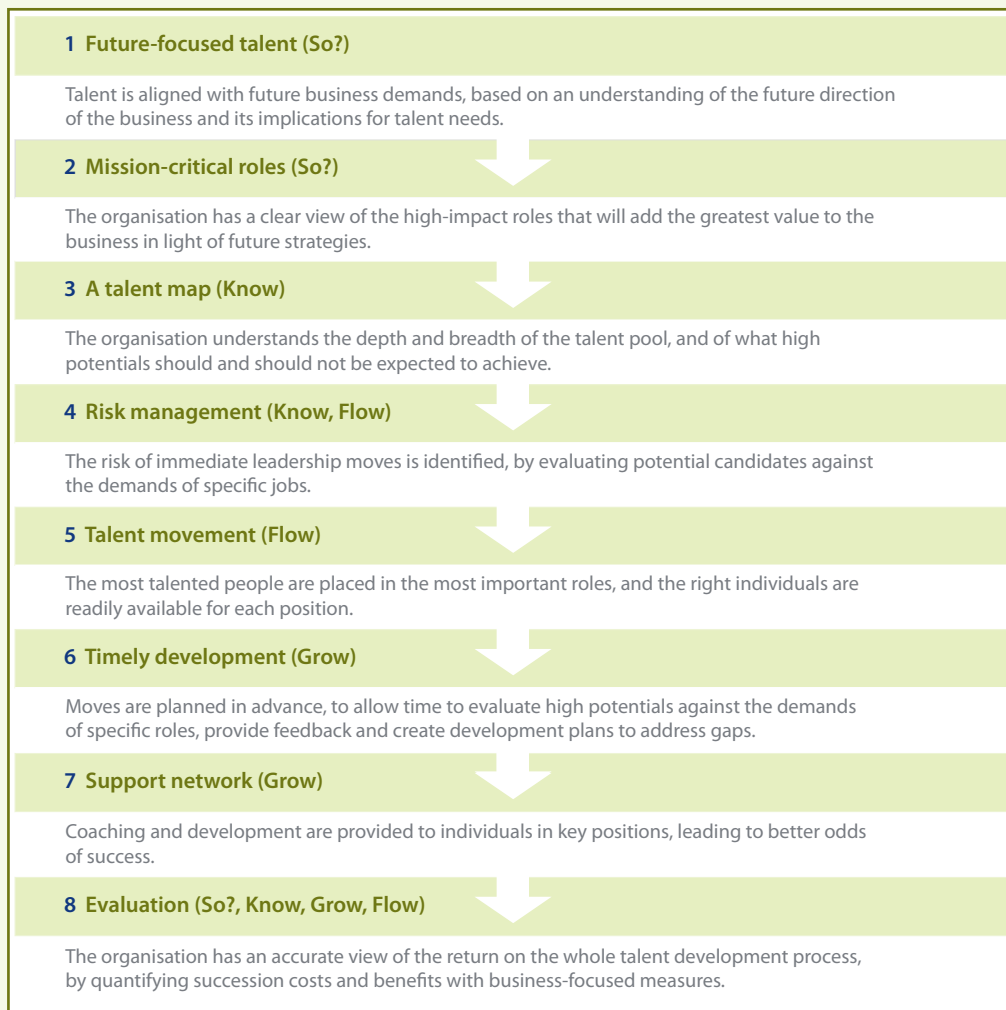 1 Future-focused talent (So?)
Talent is aligned with future business demands, based on an understanding of the future direction
of the business and its implications for talent needs.
2 Mission-critical roles (So?)
The organisation has a clear view of the high-impact roles that will add the greatest value to the
business in light of future strategies.
3 A talent map (Know)
The organisation understands the depth and breadth of the talent pool, and of what high
potentials should and should not be expected to achieve.
4 Risk management (Know, Flow)
The risk of immediate leadership moves is identified, by evaluating potential candidates against
the demands of specific jobs.
5 Talent movement (Flow)
The most talented people are placed in the most important roles, and the right individuals are
readily available for each position.
6 Timely development (Grow)
Moves are planned in advance, to allow time to evaluate high potentials against the demands
of specific roles, provide feedback and create development plans to address gaps.
7 Support network (Grow)
Coaching and development are provided to individuals in key positions, leading to better odds
of success.
8 Evaluation (So?, Know, Grow, Flow)
The organisation has an accurate view of the return on the whole talent development process,
by quantifying succession costs and benefits with business-focused measures.